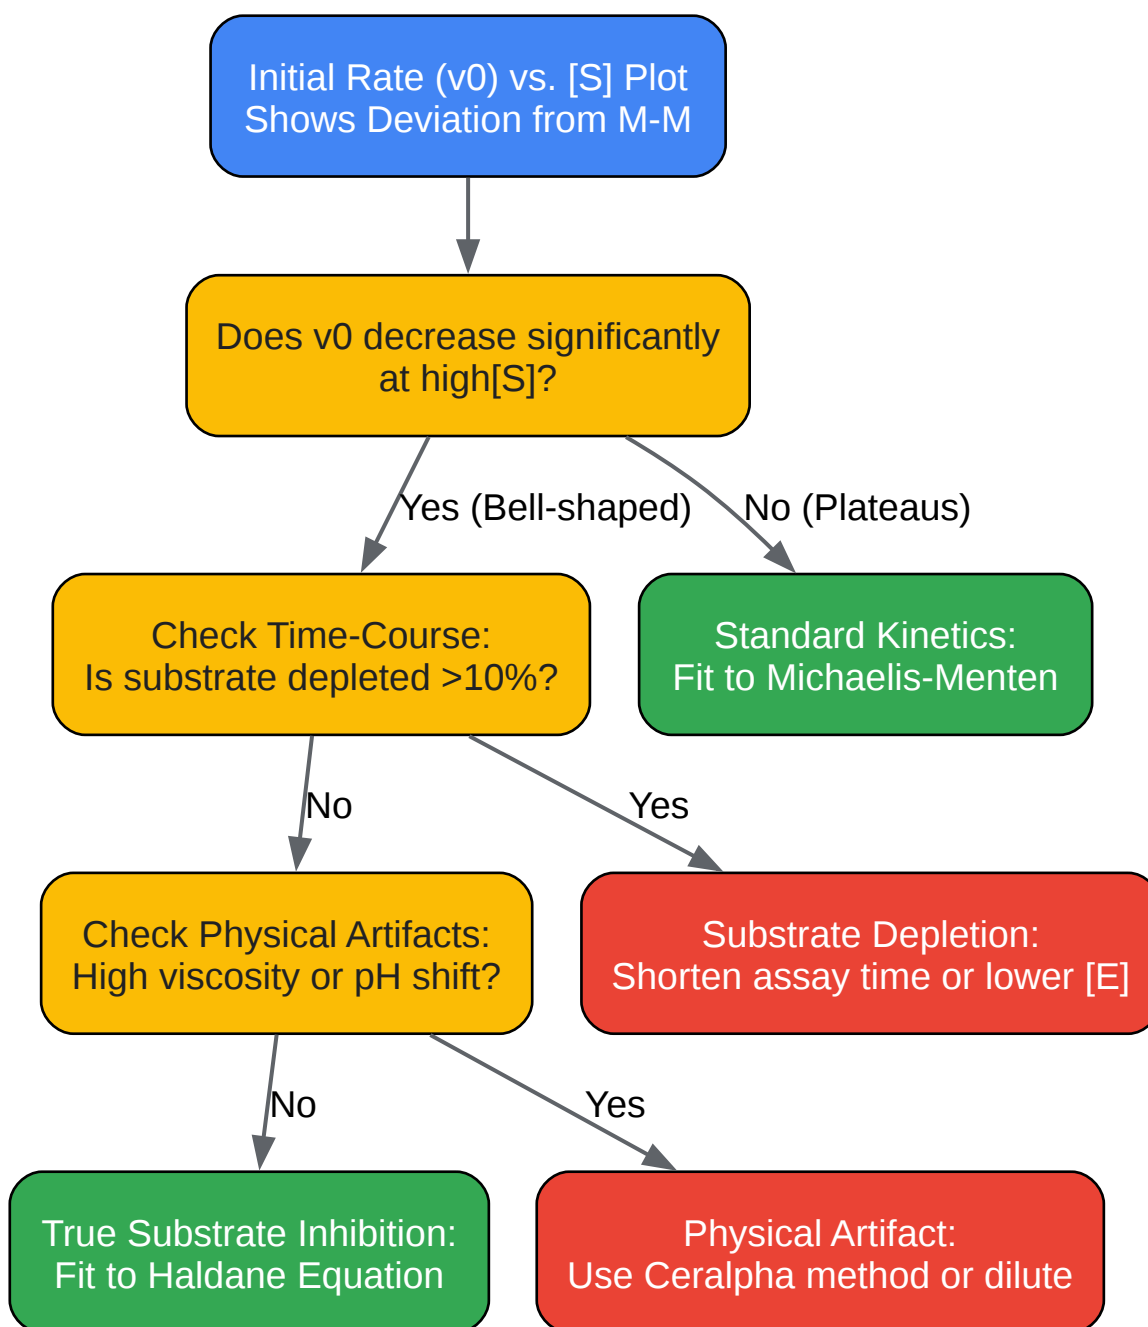 Initial Rate (v0) vs. [S] Plot
Shows Deviation from M-M
Does v0 decrease significantly
at high[S]?
Yes (Bell-shaped)
No (Plateaus)
Check Time-Course:
Is substrate depleted >10%?
Standard Kinetics:
Fit to Michaelis-Menten
No
Yes
Check Physical Artifacts:
High viscosity or pH shift?
Substrate Depletion:
Shorten assay time or lower [E]
No
Yes
True Substrate Inhibition:
Fit to Haldane Equation
Physical Artifact:
Use Ceralpha method or dilute